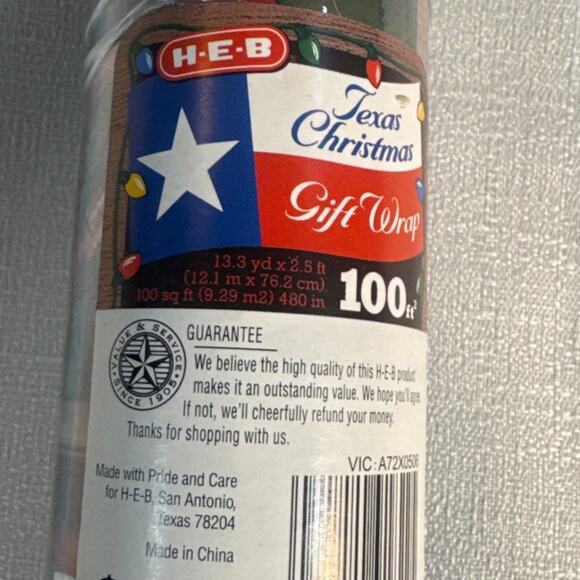 H-E-B
Texas
Christmas
Gift Wrap
13.3 yd x 2.5 ft
(12.1 m x 76.2 cm)
100 sq ft (9.29 m2) 480 in
100 ft²
VALUE & SERVICE
SINCE 1905
GUARANTEE
We believe the high quality of this H-E-B product
makes it an outstanding value. We hope you'll agree.
If not, we'll cheerfully refund your money.
Thanks for shopping with us.
VIC: A72X0506
Made with Pride and Care
for H-E-B, San Antonio,
Texas 78204
Made in China